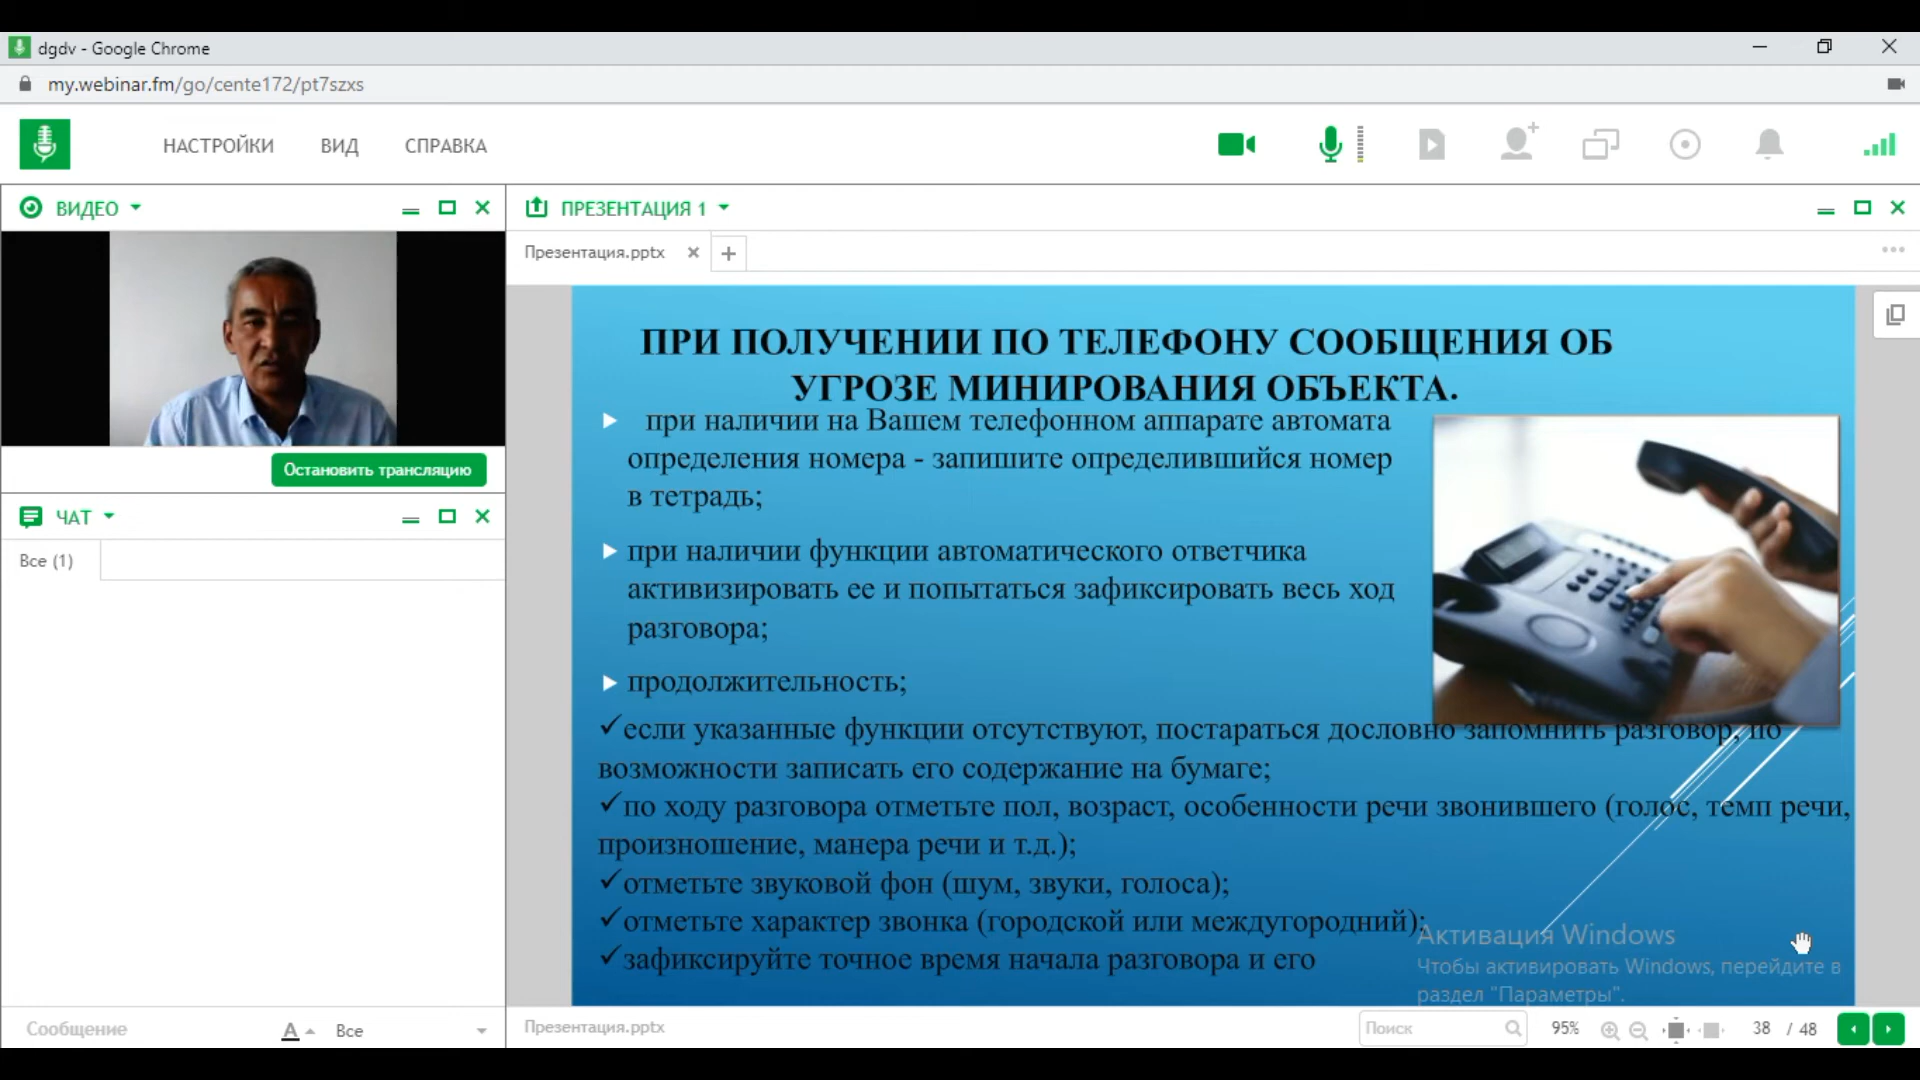 dgdv - Google Chrome
my.webinar.fm/go/cente172/pt7szxs
НАСТРОЙКИ ВИД СПРАВКА
ВИДЕО
Остановить трансляцию
ЧАТ
Все (1)
Сообщение А Все
ПРЕЗЕНТАЦИЯ 1
Презентация.pptx
ПРИ ПОЛУЧЕНИИ ПО ТЕЛЕФОНУ СООБЩЕНИЯ ОБ
УГРОЗЕ МИНИРОВАНИЯ ОБЪЕКТА.
при наличии на Вашем телефонном аппарате автомата
определения номера - запишите определившийся номер
в тетрадь;
при наличии функции автоматического ответчика
активизировать ее и попытаться зафиксировать весь ход
разговора;
продолжительность;
если указанные функции отсутствуют, постараться дословно запомнить разговор, по
возможности записать его содержание на бумаге;
по ходу разговора отметьте пол, возраст, особенности речи звонившего (голос, темп речи,
произношение, манера речи и т.д.);
отметьте звуковой фон (шум, звуки, голоса);
отметьте характер звонка (городской или междугородний);
зафиксируйте точное время начала разговора и его
Активация Windows
Чтобы активировать Windows, перейдите в
раздел "Параметры".
Презентация.pptx
Поиск 95% 38 / 48